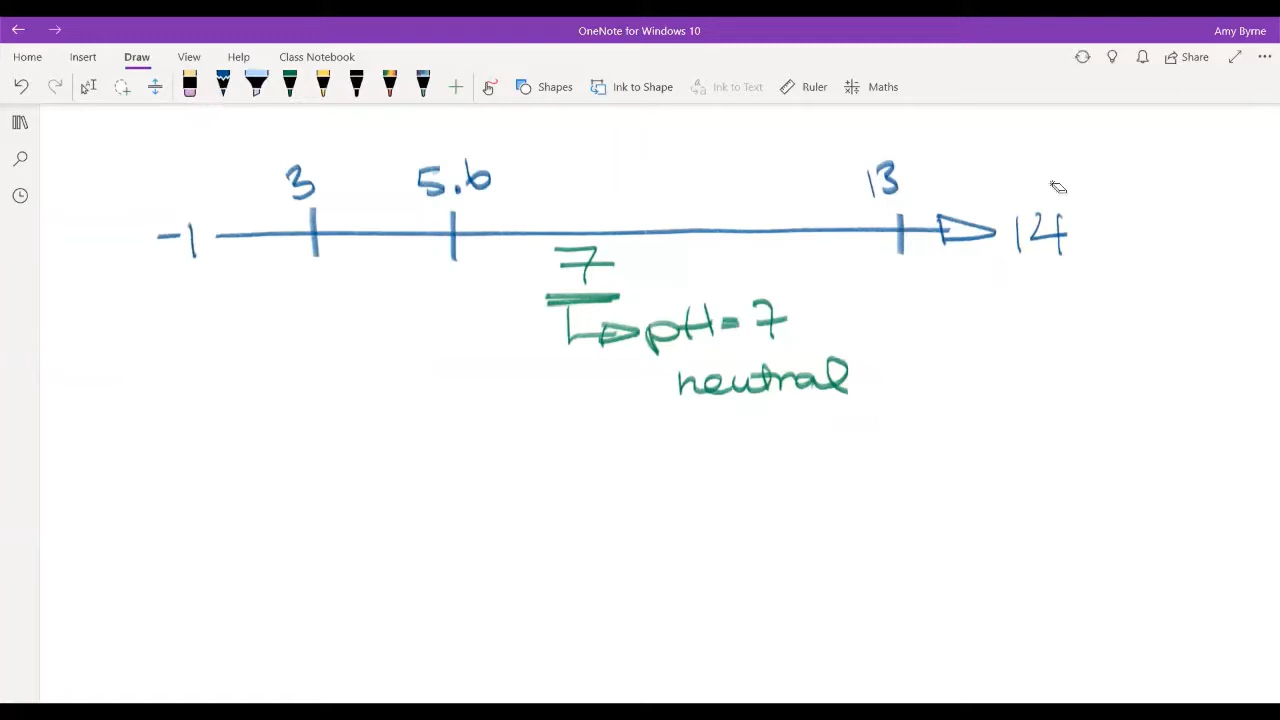 OneNote for Windows 10
Amy Byrne
Home Insert Draw View Help Class Notebook
Share
Shapes Ink to Shape Ink to Text Ruler Maths
3 5.6 13
-1 14
7
pH = 7
neutral